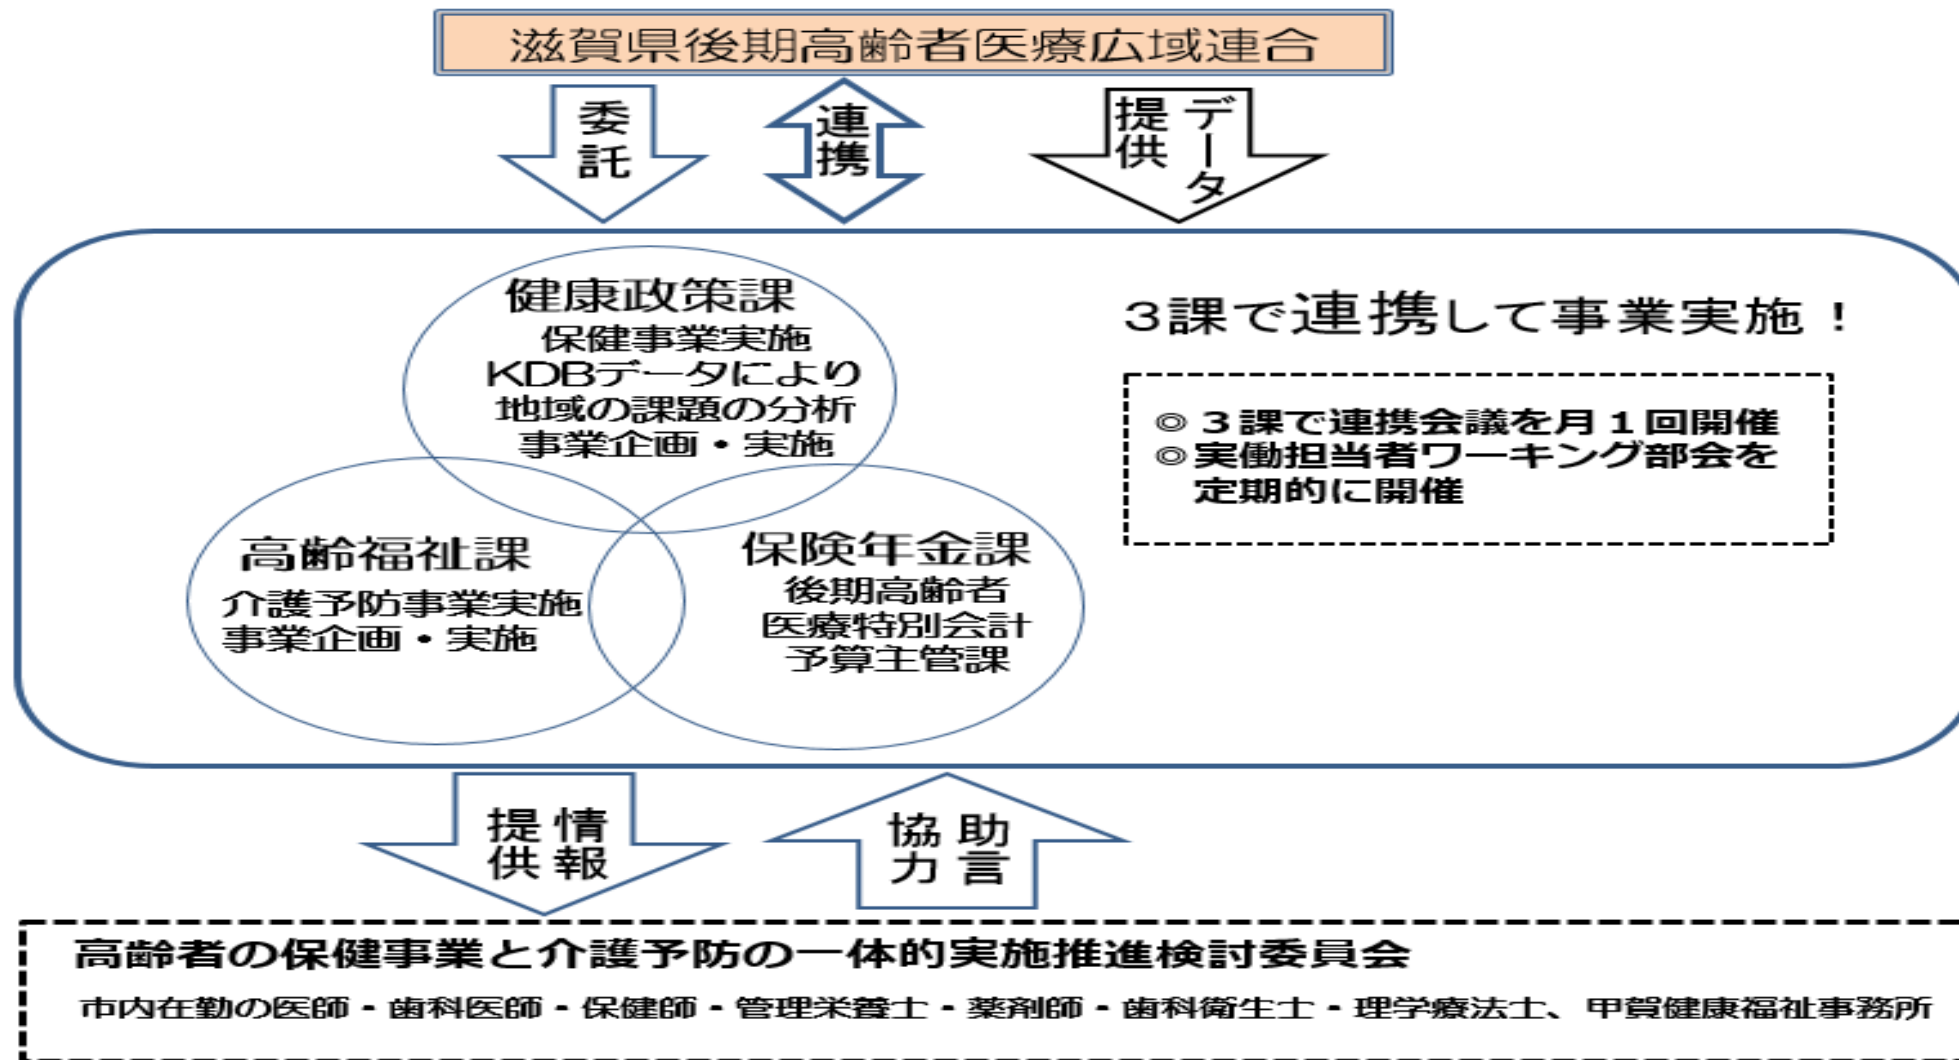 滋賀県後期高齢者医療広域連合
委託
連携
データ提供
健康政策課
保健事業実施
KDBデータにより
地域の課題の分析
事業企画・実施
3課で連携して事業実施！
◎３課で連携会議を月１回開催
◎実働担当者ワーキング部会を
定期的に開催
高齢福祉課
介護予防事業実施
事業企画・実施
保険年金課
後期高齢者
医療特別会計
予算主管課
情報提供
助言協力
高齢者の保健事業と介護予防の一体的実施推進検討委員会
市内在勤の医師・歯科医師・保健師・管理栄養士・薬剤師・歯科衛生士・理学療法士、甲賀健康福祉事務所